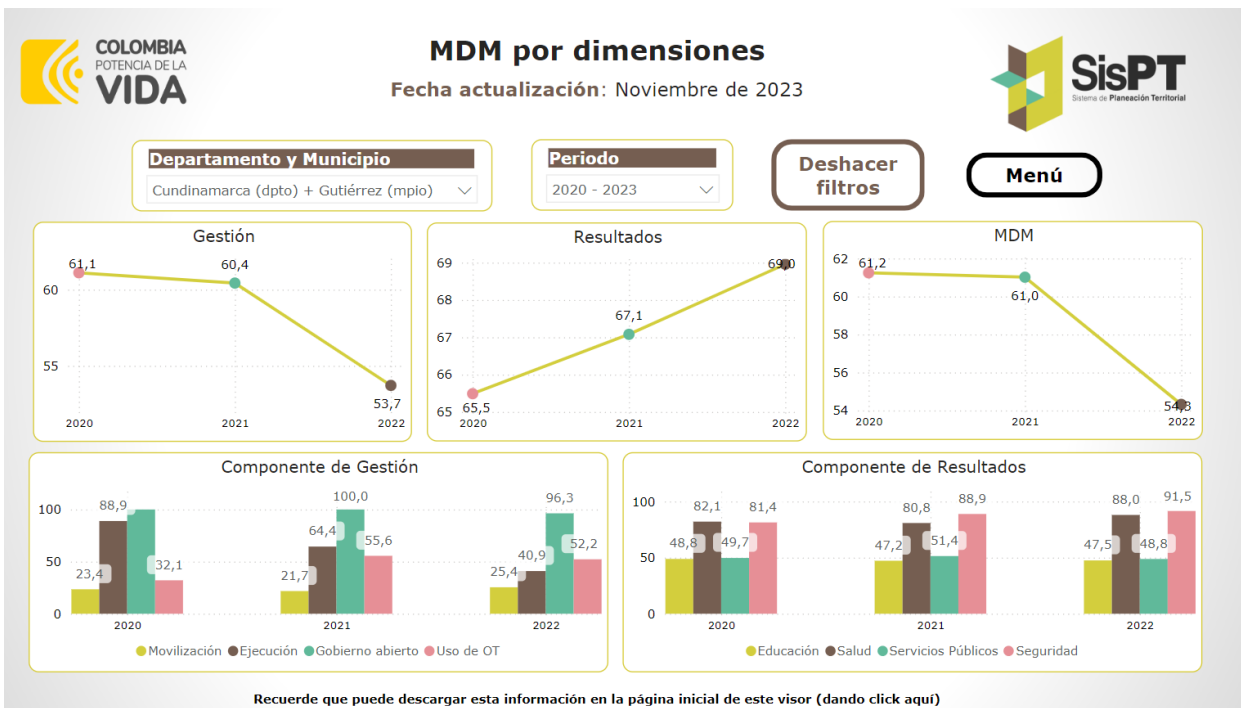 COLOMBIA
POTENCIA DE LA
VIDA
MDM por dimensiones
Fecha actualización: Noviembre de 2023
SisPT
Sistema de Planeación Territorial
Departamento y Municipio
Cundinamarca (dpto) + Gutiérrez (mpio)
Periodo
2020 - 2023
Deshacer
filtros
Menú
Gestión
61,1
60,4
60
55
53,7
2020 2021 2022
Resultados
69
69,0
68
67,1
67
66
65,5
65
2020 2021 2022
MDM
62
61,2
61,0
60
58
56
54
54,3
2020 2021 2022
Componente de Gestión
100
50
0
23,4 88,9 32,1
21,7 64,4 100,0 55,6
25,4 40,9 96,3 52,2
2020 2021 2022
Movilización Ejecución Gobierno abierto Uso de OT
Componente de Resultados
100
50
0
48,8 82,1 49,7 81,4
47,2 80,8 51,4 88,9
47,5 88,0 48,8 91,5
2020 2021 2022
Educación Salud Servicios Públicos Seguridad
Recuerde que puede descargar esta información en la página inicial de este visor (dando click aquí)